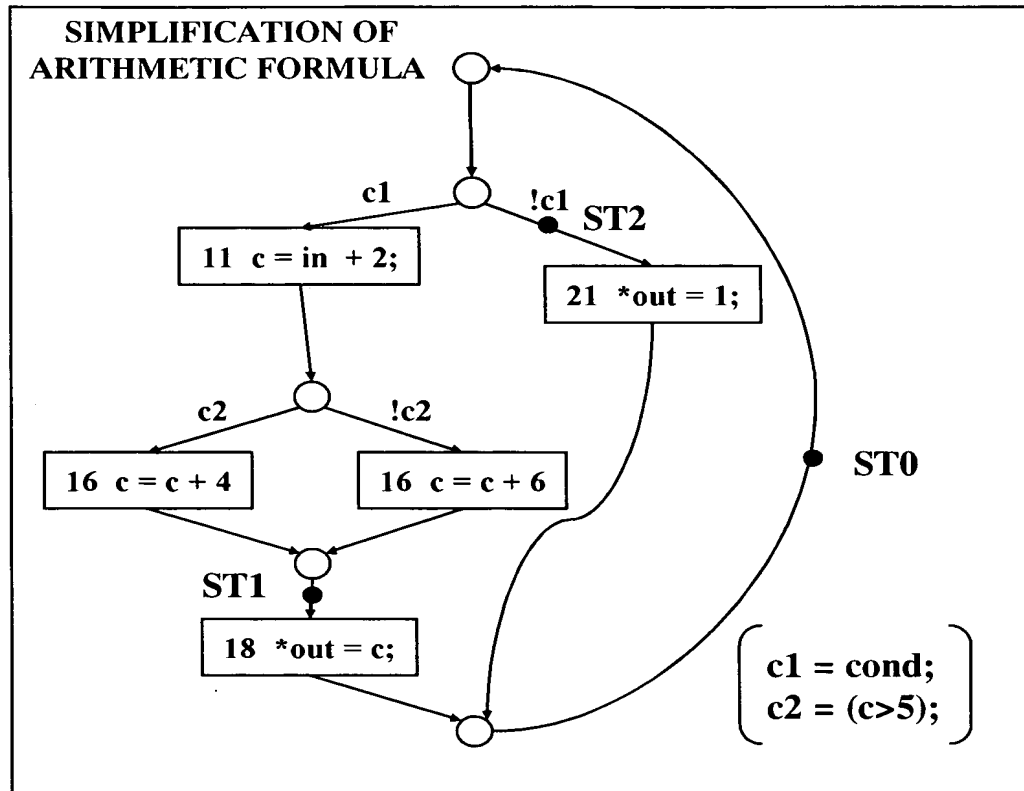 SIMPLIFICATION OF
ARITHMETIC FORMULA
c1
!c1
ST2
11 c = in + 2;
21 *out = 1;
c2
!c2
16 c = c + 4
16 c = c + 6
ST0
ST1
18 *out = c;
c1 = cond;
c2 = (c>5);